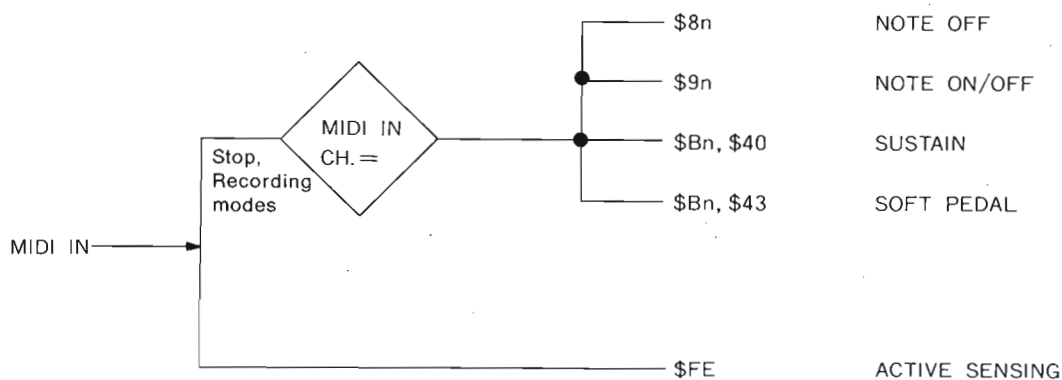 $8n NOTE OFF
$9n NOTE ON/OFF
MIDI IN
CH.=
$Bn, $40 SUSTAIN
Stop,
Recording
modes
$Bn, $43 SOFT PEDAL
MIDI IN
$FE ACTIVE SENSING